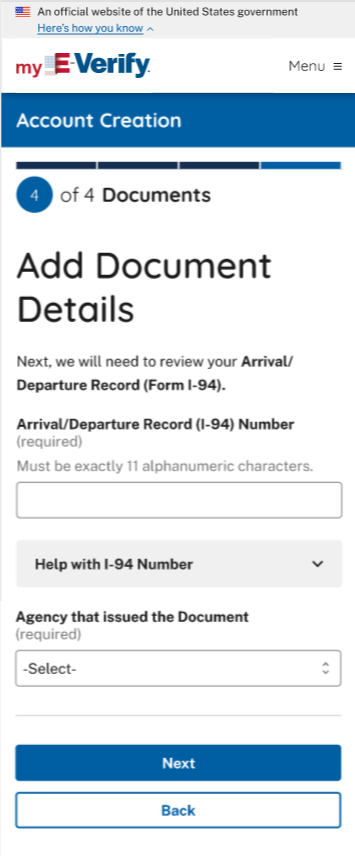 An official website of the United States government
Here's how you know
my E-Verify.
Menu
Account Creation
4 of 4 Documents
Add Document
Details
Next, we will need to review your Arrival/
Departure Record (Form I-94).
Arrival/Departure Record (I-94) Number
(required)
Must be exactly 11 alphanumeric characters.
Help with I-94 Number
Agency that issued the Document
(required)
-Select-
Next
Back